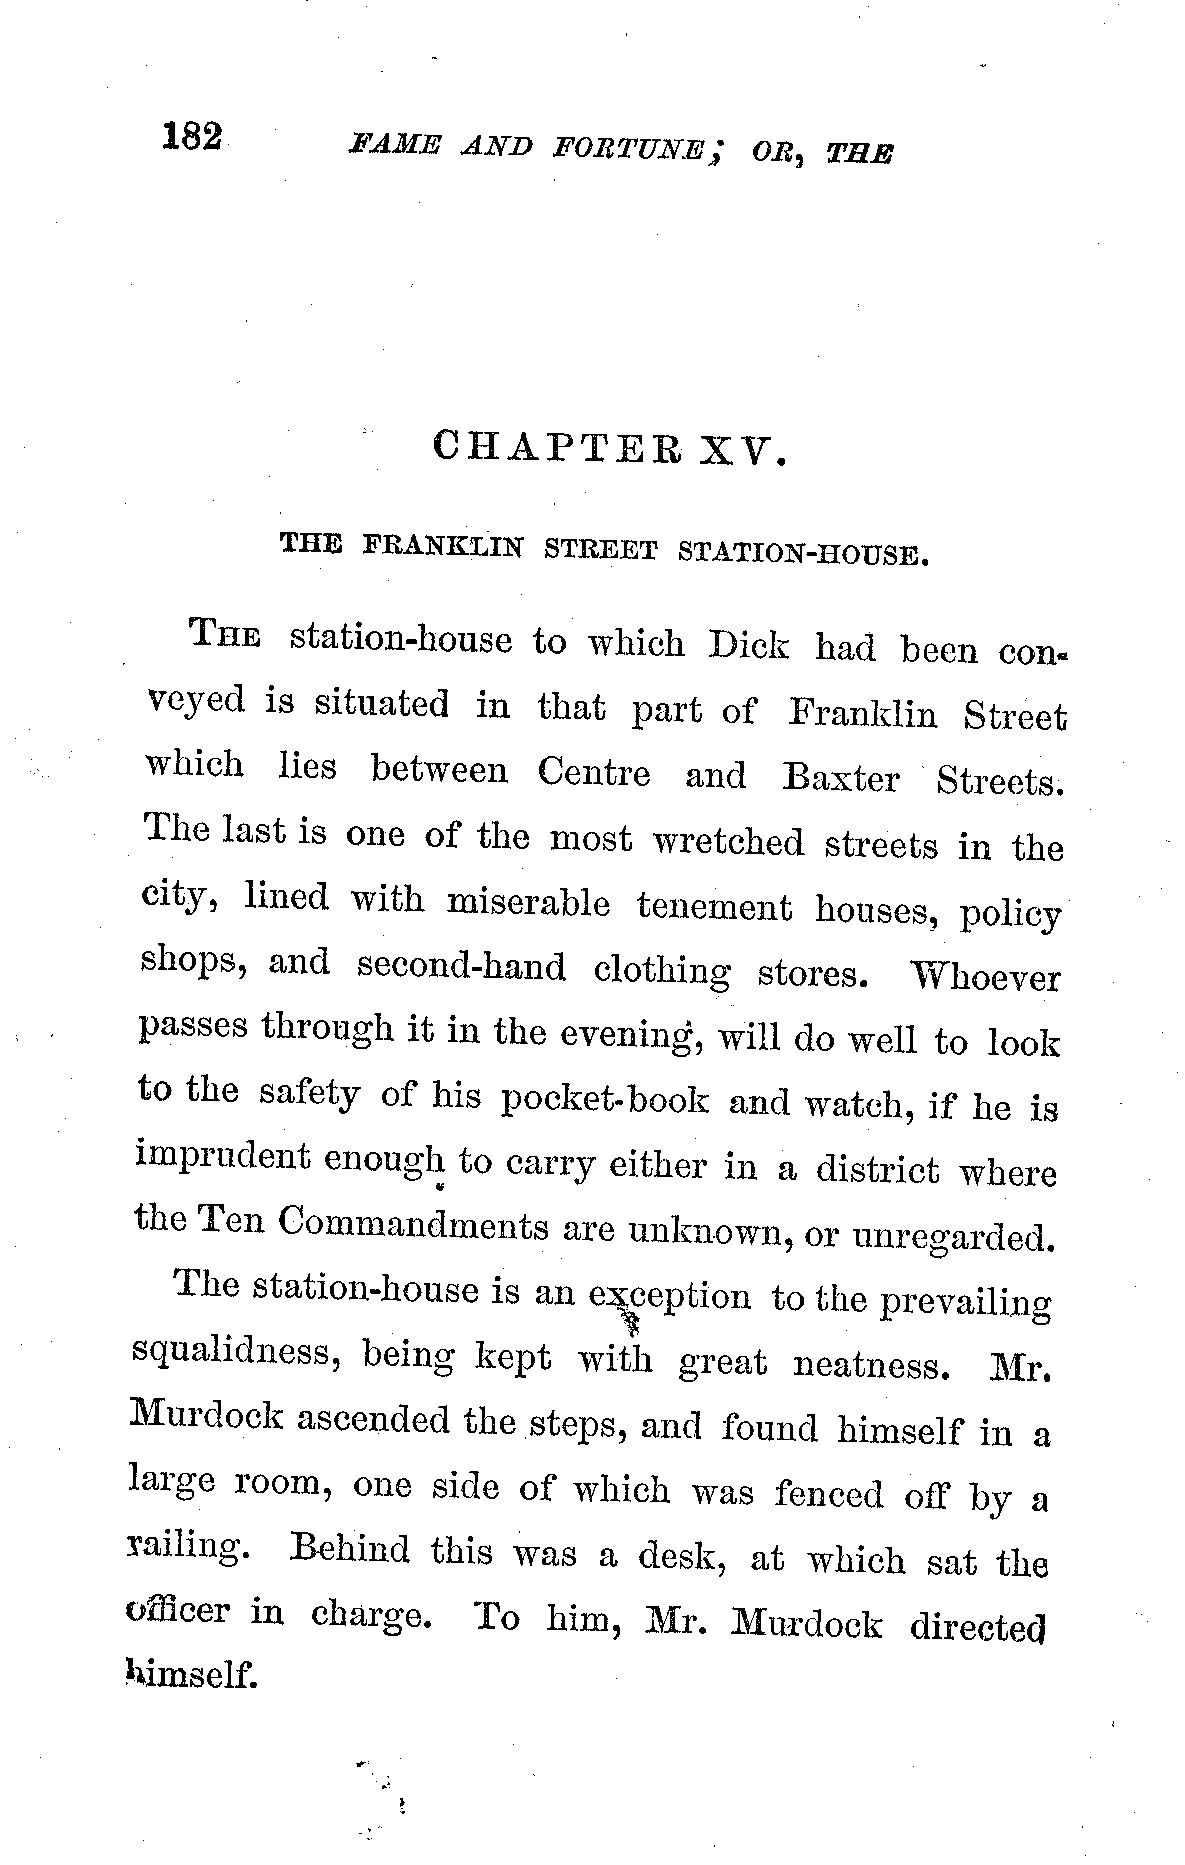 182 FAME AND FORTUNE; OR, THE
CHAPTER XV.
THE FRANKLIN STREET STATION-HOUSE.
THE station-house to which Dick had been con-
veyed is situated in that part of Franklin Street
which lies between Centre and Baxter Streets.
The last is one of the most wretched streets in the
city, lined with miserable tenement houses, policy
shops, and second-hand clothing stores. Whoever
passes through it in the evening, will do well to look
to the safety of his pocket-book and watch, if he is
imprudent enough to carry either in a district where
the Ten Commandments are unknown, or unregarded.
The station-house is an exception to the prevailing
squalidness, being kept with great neatness. Mr.
Murdock ascended the steps, and found himself in a
large room, one side of which was fenced off by a
railing. Behind this was a desk, at which sat the
officer in charge. To him, Mr. Murdock directed
himself.